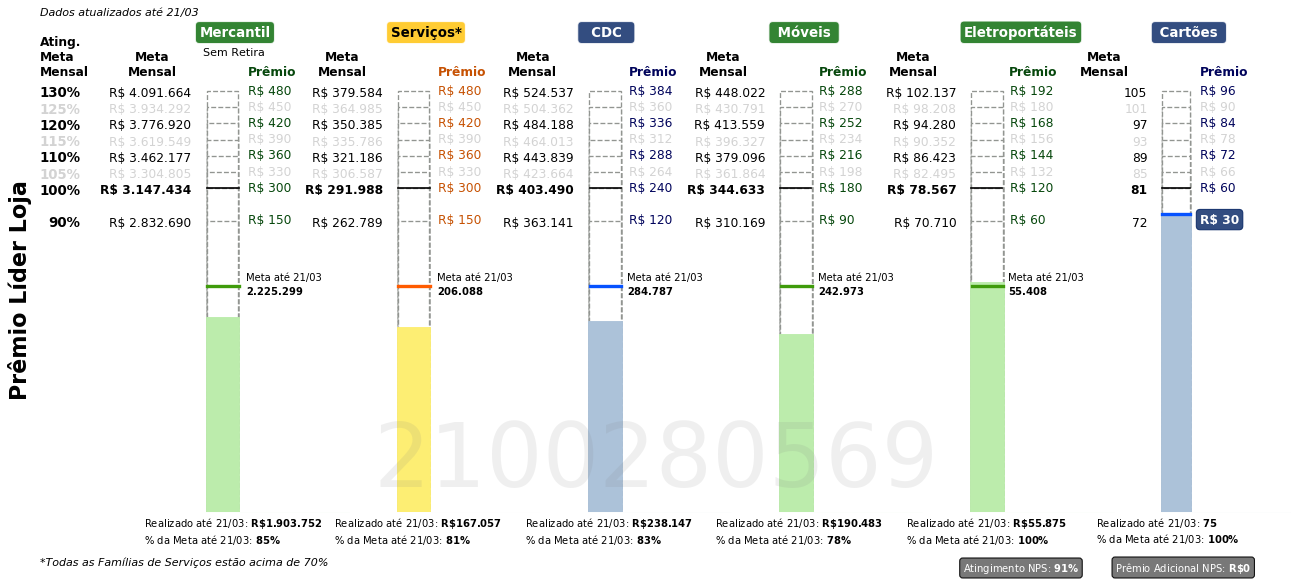 Dados atualizados até 21/03
Mercantil Serviços* CDC Móveis Eletroportáteis Cartões
Sem Retira
Ating. Meta Mensal
Meta Mensal Prêmio Meta Mensal Prêmio Meta Mensal Prêmio Meta Mensal Prêmio Meta Mensal Prêmio Meta Mensal Prêmio
130% R$ 4.091.664 R$ 480 R$ 379.584 R$ 480 R$ 524.537 R$ 384 R$ 448.022 R$ 288 R$ 102.137 R$ 192 105 R$ 96
125% R$ 3.934.292 R$ 450 R$ 364.985 R$ 450 R$ 504.362 R$ 360 R$ 430.791 R$ 270 R$ 98.208 R$ 180 101 R$ 90
120% R$ 3.776.920 R$ 420 R$ 350.385 R$ 420 R$ 484.188 R$ 336 R$ 413.559 R$ 252 R$ 94.280 R$ 168 97 R$ 84
115% R$ 3.619.549 R$ 390 R$ 335.786 R$ 390 R$ 464.013 R$ 312 R$ 396.327 R$ 234 R$ 90.352 R$ 156 93 R$ 78
110% R$ 3.462.177 R$ 360 R$ 321.186 R$ 360 R$ 443.839 R$ 288 R$ 379.096 R$ 216 R$ 86.423 R$ 144 89 R$ 72
105% R$ 3.304.805 R$ 330 R$ 306.587 R$ 330 R$ 423.664 R$ 264 R$ 361.864 R$ 198 R$ 82.495 R$ 132 85 R$ 66
100% R$ 3.147.434 R$ 300 R$ 291.988 R$ 300 R$ 403.490 R$ 240 R$ 344.633 R$ 180 R$ 78.567 R$ 120 81 R$ 60
90% R$ 2.832.690 R$ 150 R$ 262.789 R$ 150 R$ 363.141 R$ 120 R$ 310.169 R$ 90 R$ 70.710 R$ 60 72 R$ 30
Prêmio Líder Loja
Meta até 21/03 Meta até 21/03 Meta até 21/03 Meta até 21/03 Meta até 21/03
2.225.299 206.088 284.787 242.973 55.408
2100280569
Realizado até 21/03: R$1.903.752 Realizado até 21/03: R$167.057 Realizado até 21/03: R$238.147 Realizado até 21/03: R$190.483 Realizado até 21/03: R$55.875 Realizado até 21/03: 75
% da Meta até 21/03: 85% % da Meta até 21/03: 81% % da Meta até 21/03: 83% % da Meta até 21/03: 78% % da Meta até 21/03: 100% % da Meta até 21/03: 100%
*Todas as Famílias de Serviços estão acima de 70%
Atingimento NPS: 91% Prêmio Adicional NPS: R$0